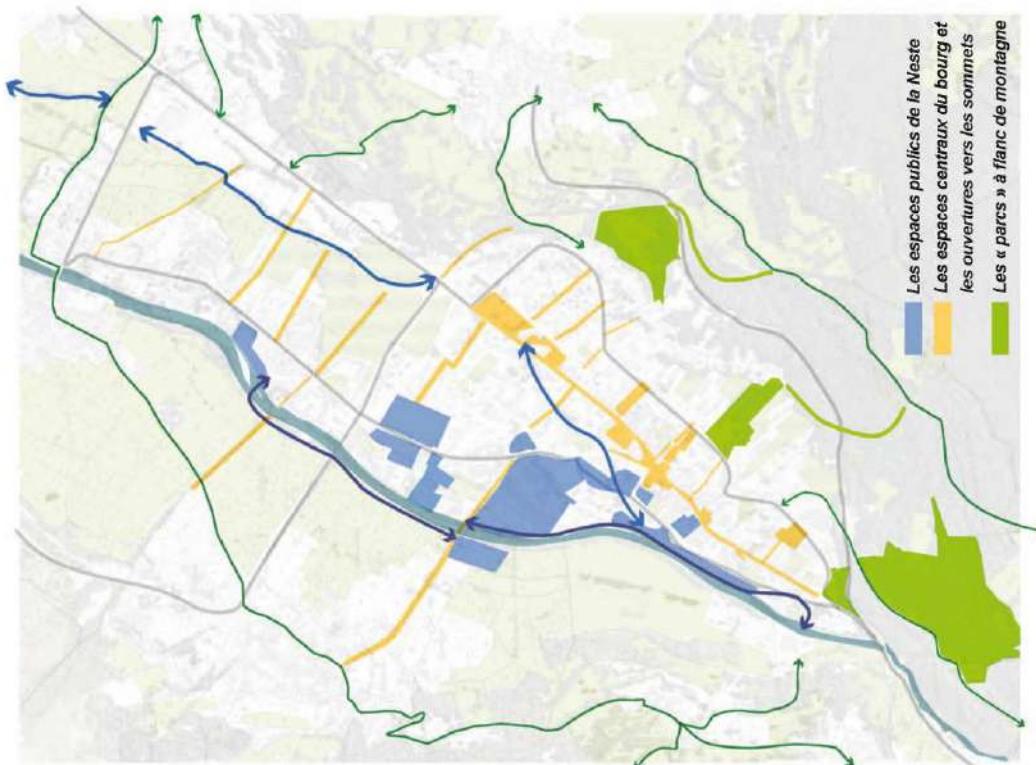 Les espaces publics de la Neste
Les espaces centraux du bourg et
les ouvertures vers les sommets
Les « parcs » à flanc de montagne